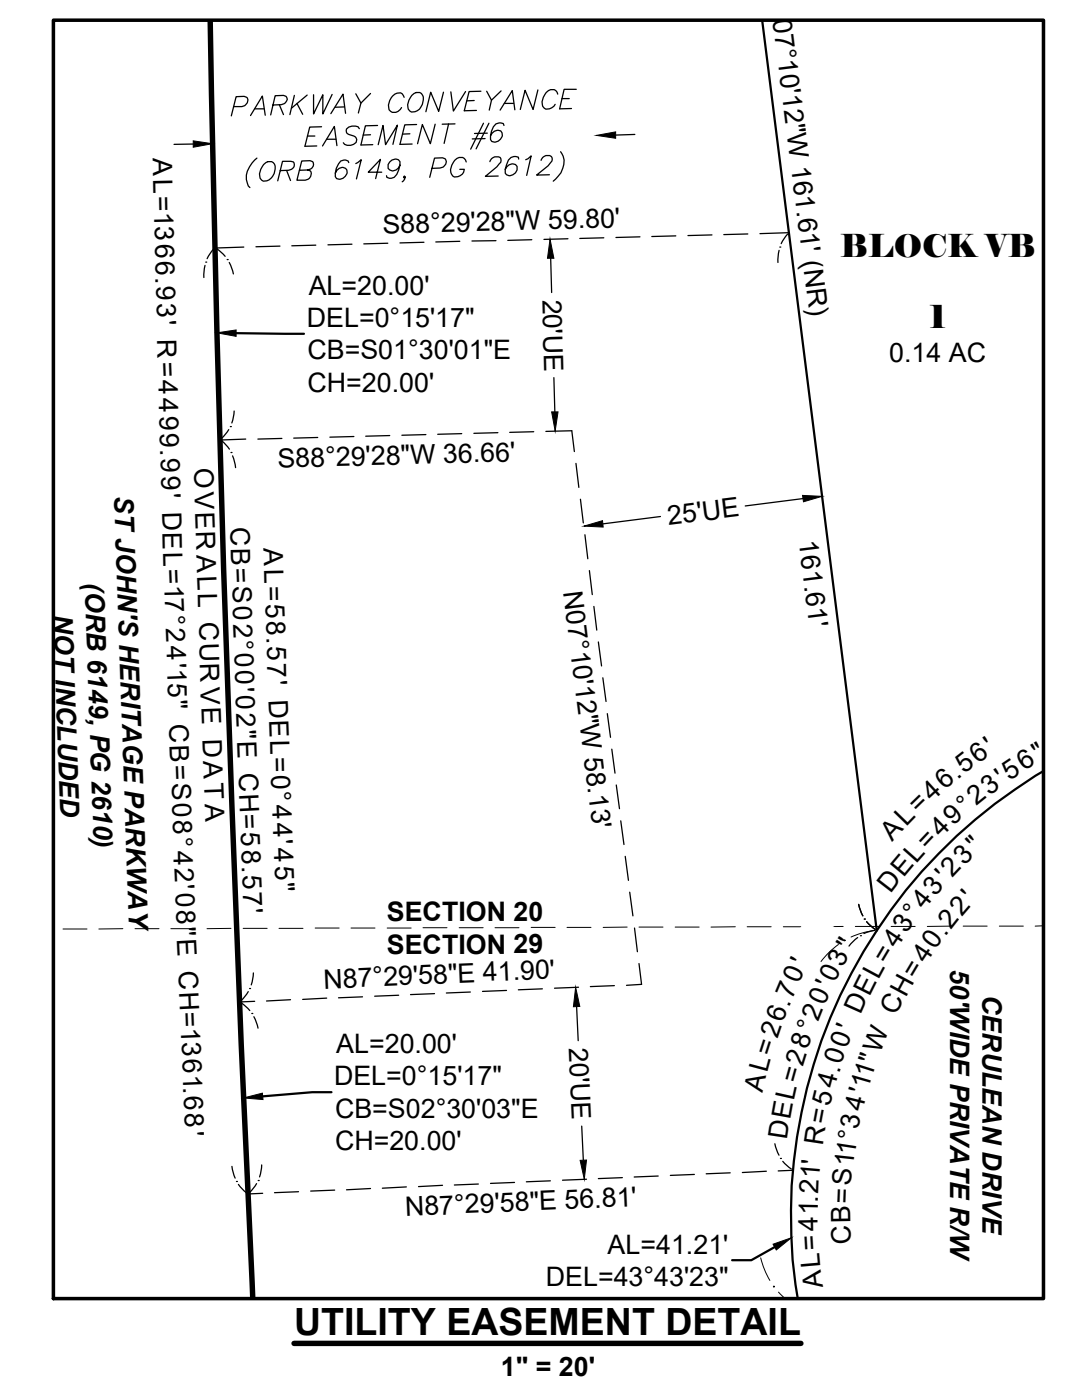 PARKWAY CONVEYANCE
EASEMENT #6
(ORB 6149, PG 2612)
07°10'12"W 161.61' (NR)
S88°29'28"W 59.80'
BLOCK VB
1
0.14 AC
AL=20.00'
DEL=0°15'17"
CB=S01°30'01"E
CH=20.00'
20'UE
S88°29'28"W 36.66'
25'UE
161.61'
N07°10'12"W 58.13'
AL=1366.93' R=4499.99' DEL=17°24'15" CB=S08°42'08"E CH=1361.68'
OVERALL CURVE DATA
AL=58.57' DEL=0°44'45"
CB=S02°00'02"E CH=58.57'
ST JOHN'S HERITAGE PARKWAY
(ORB 6149, PG 2610)
NOT INCLUDED
AL=46.56'
DEL=49°23'56"
SECTION 20
SECTION 29
N87°29'58"E 41.90'
AL=20.00'
DEL=0°15'17"
CB=S02°30'03"E
CH=20.00'
20'UE
AL=26.70'
DEL=28°20'03"
AL=41.21' R=54.00' DEL=43°43'23"
CB=S11°34'11"W CH=40.22'
CERULEAN DRIVE
50'WIDE PRIVATE R/W
N87°29'58"E 56.81'
AL=41.21'
DEL=43°43'23"
UTILITY EASEMENT DETAIL
1" = 20'